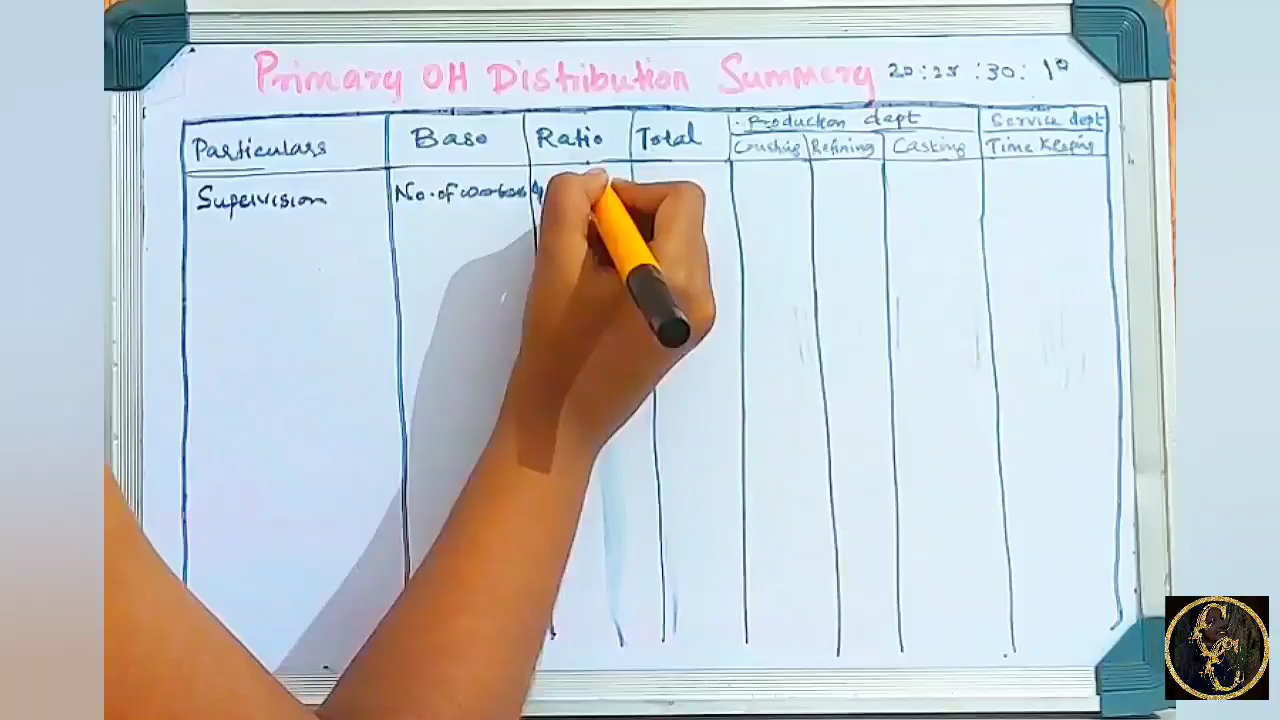 Primary OH Distribution Summery 20:25:30:10
Particulars Base Ratio Total Production dept Service dept
Crushing Refining Casking Time Keeping
Supervision No. of workers 4